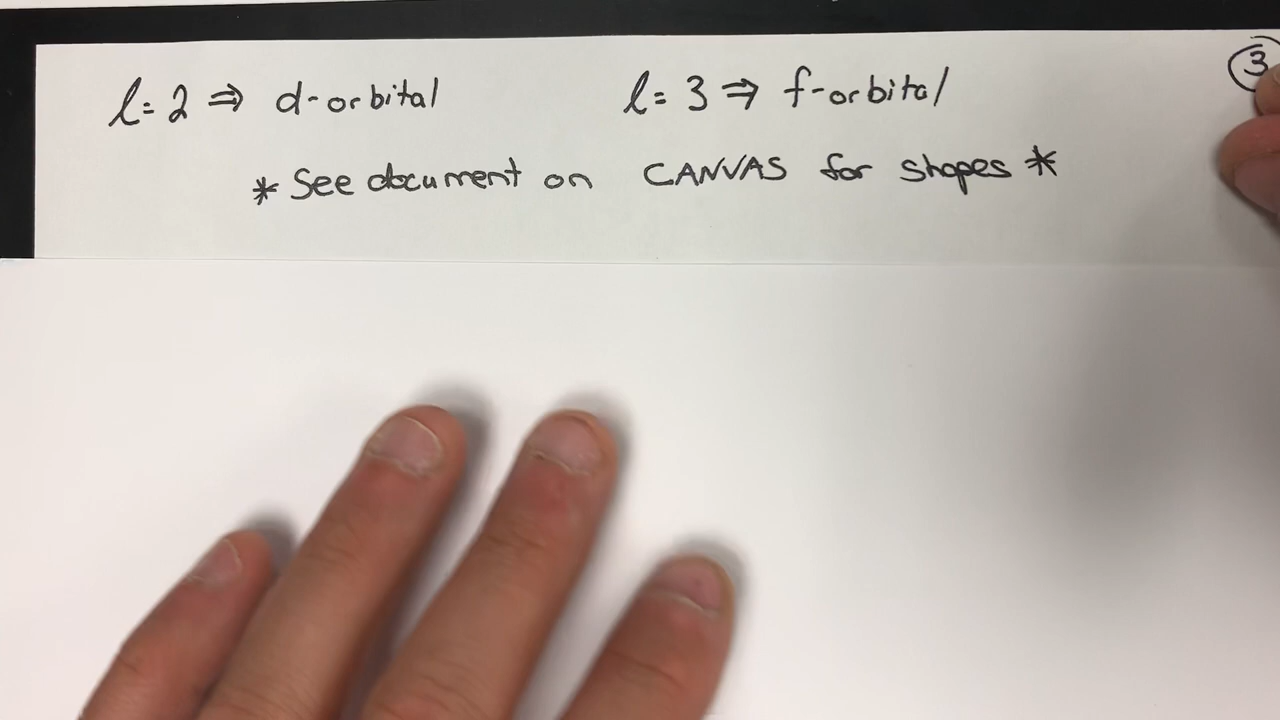 l = 2 ⇒ d-orbital l = 3 ⇒ f-orbital 3
* See document on CANVAS for shapes *